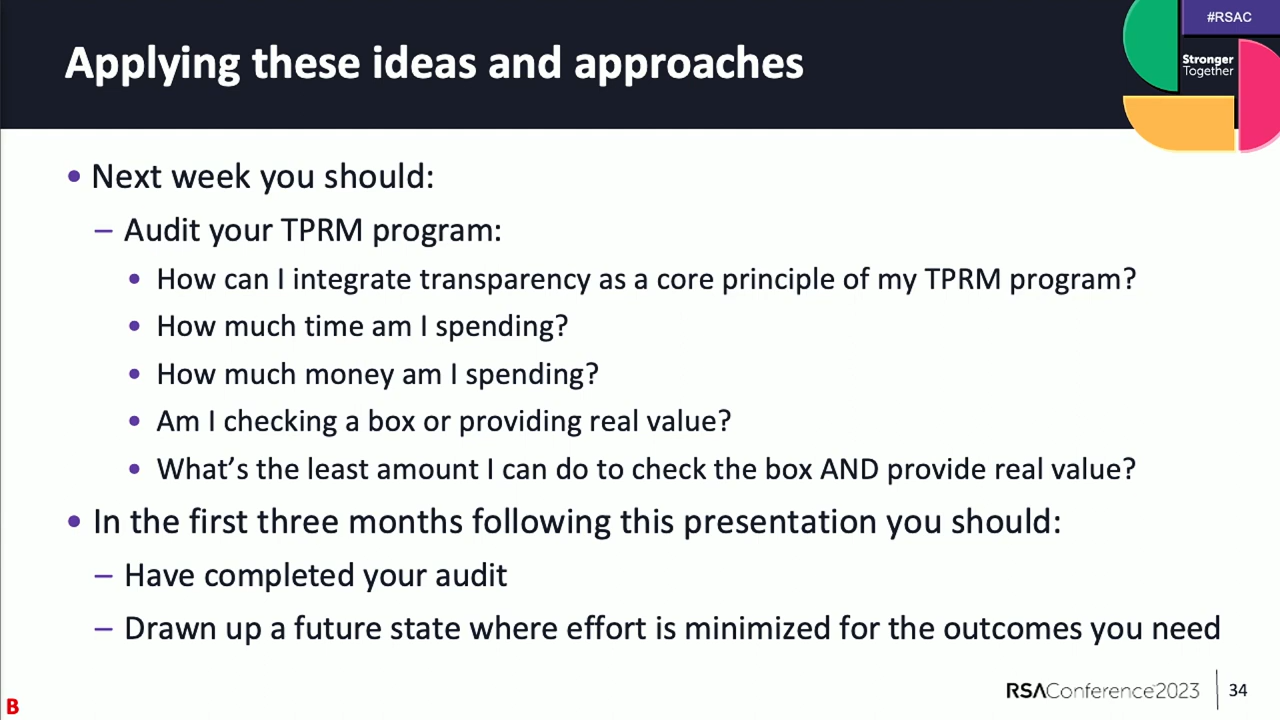 #RSAC
Applying these ideas and approaches
Stronger
Together
• Next week you should:
– Audit your TPRM program:
• How can I integrate transparency as a core principle of my TPRM program?
• How much time am I spending?
• How much money am I spending?
• Am I checking a box or providing real value?
• What’s the least amount I can do to check the box AND provide real value?
• In the first three months following this presentation you should:
– Have completed your audit
– Drawn up a future state where effort is minimized for the outcomes you need
RSAConference2023
34
B